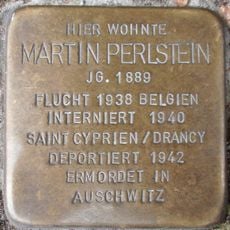 HIER WOHNTE
MARTIN PERLSTEIN
JG. 1889
FLUCHT 1938 BELGIEN
INTERNIERT 1940
SAINT CYPRIEN / DRANCY
DEPORTIERT 1942
ERMORDET IN
AUSCHWITZ